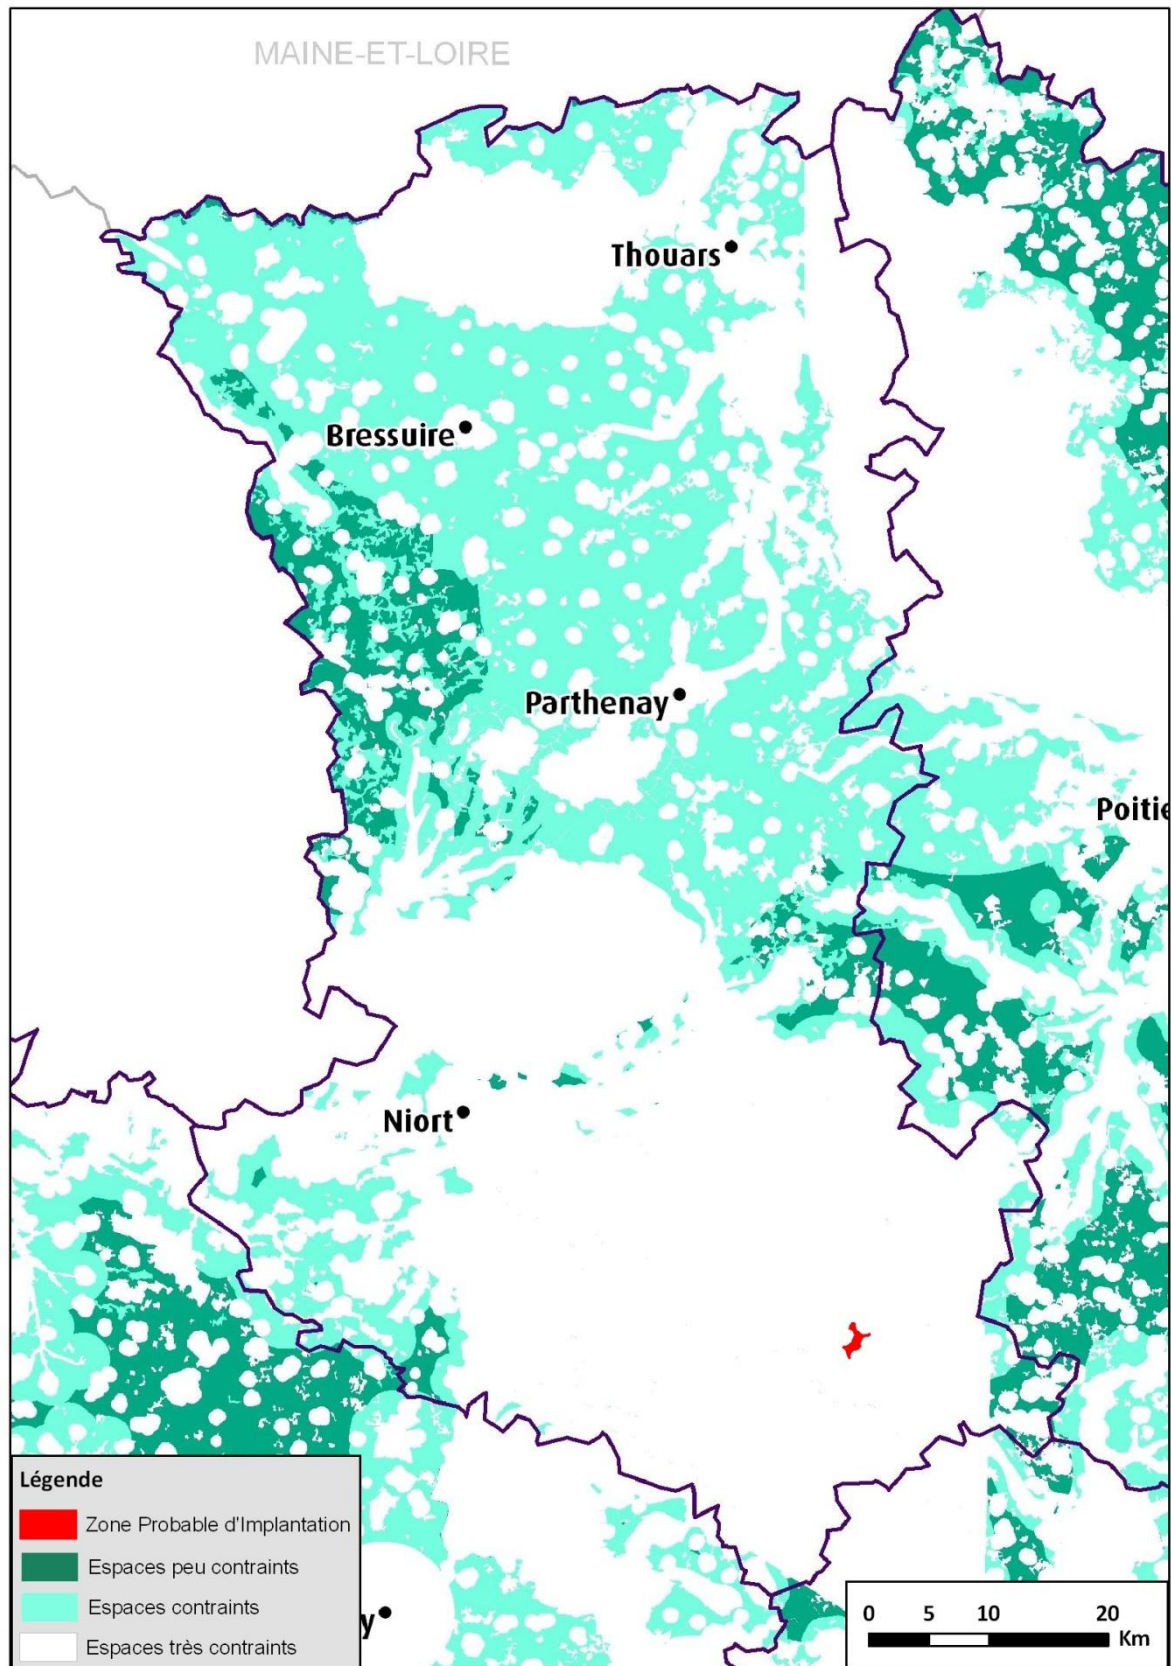 MAINE-ET-LOIRE
Thouars
Bressuire
Parthenay
Poitie
Niort
Légende
Zone Probable d'Implantation
Espaces peu contraints
Espaces contraints
Espaces très contraints
y
0 5 10 20
Km